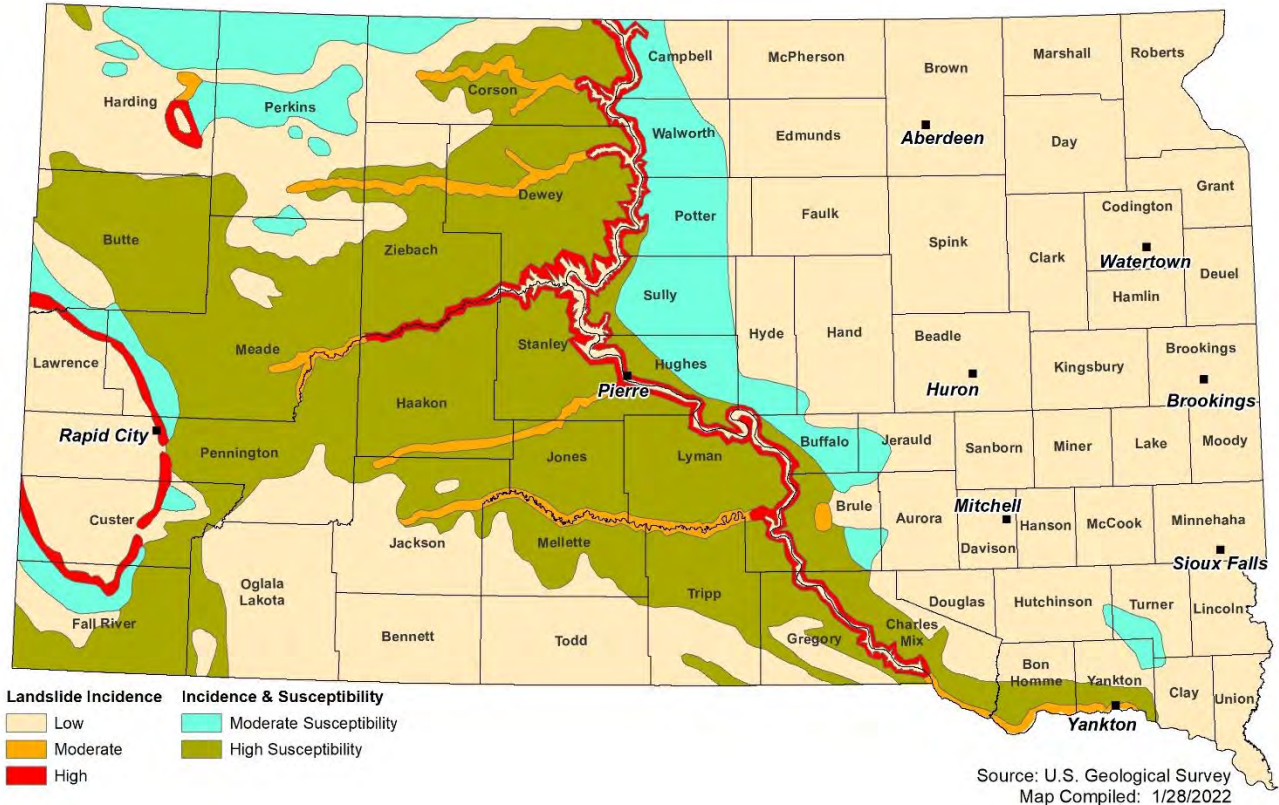 Campbell
McPherson
Brown
Marshall
Roberts
Harding
Perkins
Corson
Walworth
Edmunds
Aberdeen
Day
Butte
Dewey
Potter
Faulk
Spink
Grant
Codington
Watertown
Clark
Deuel
Hamlin
Ziebach
Sully
Hyde
Hand
Beadle
Kingsbury
Brookings
Brookings
Lawrence
Meade
Stanley
Hughes
Pierre
Huron
Haakon
Rapid City
Pennington
Jones
Lyman
Buffalo
Jerauld
Sanborn
Miner
Lake
Moody
Custer
Jackson
Mellette
Brule
Aurora
Mitchell
Davison
Hanson
McCook
Minnehaha
Sioux Falls
Oglala
Lakota
Fall River
Bennett
Todd
Tripp
Gregory
Charles
Mix
Douglas
Hutchinson
Turner
Lincoln
Bon
Homme
Yankton
Yankton
Clay
Union
Landslide Incidence
Low
Moderate
High
Incidence & Susceptibility
Moderate Susceptibility
High Susceptibility
Source: U.S. Geological Survey
Map Compiled: 1/28/2022